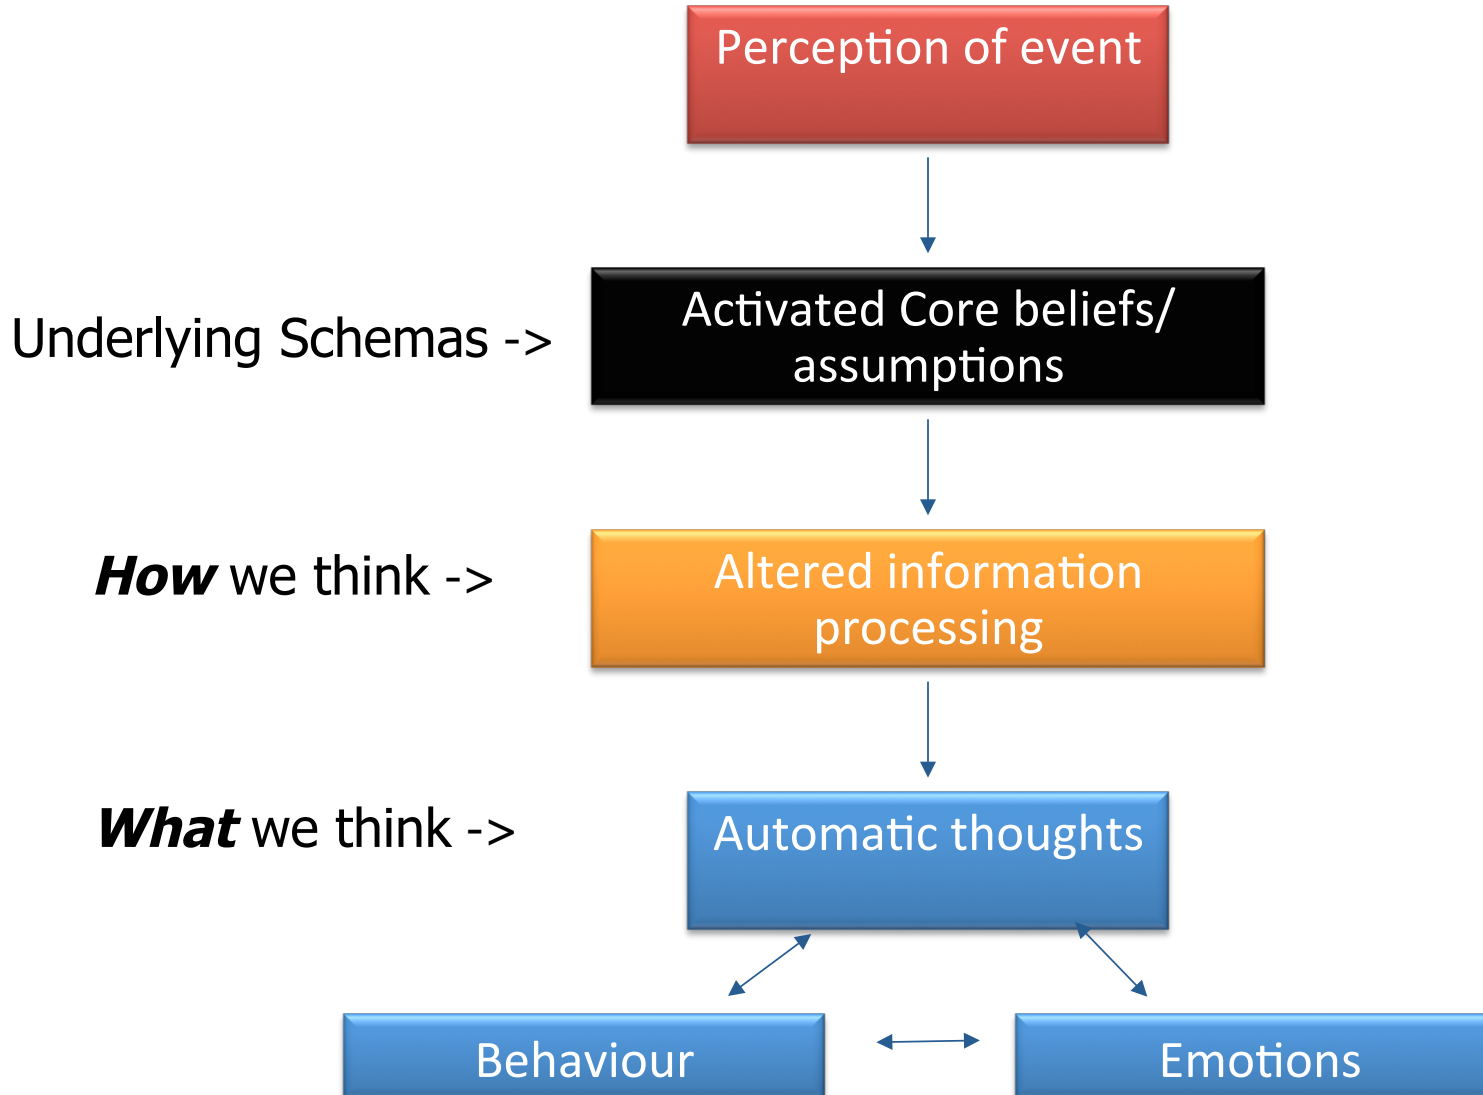 Perception of event
Underlying Schemas ->
Activated Core beliefs/
assumptions
How we think ->
Altered information
processing
What we think ->
Automatic thoughts
Behaviour
Emotions